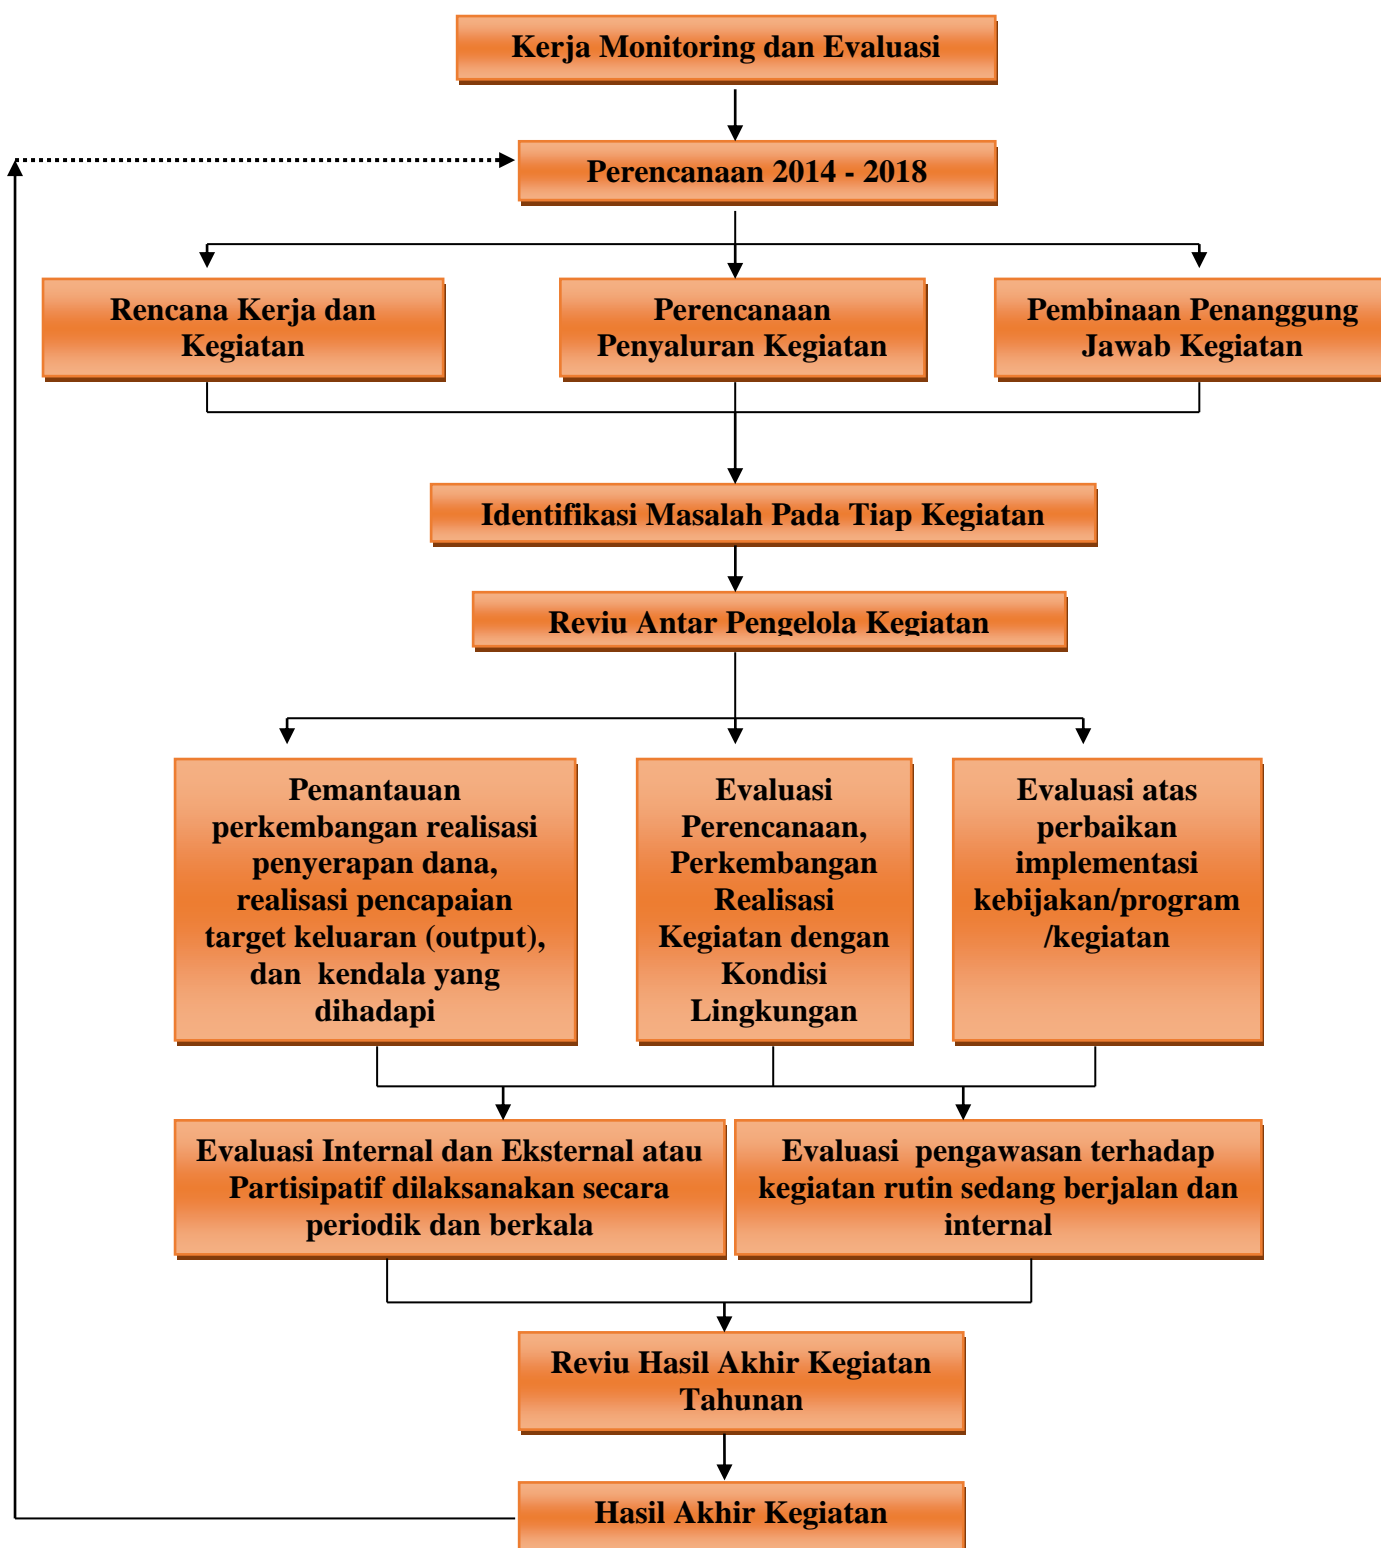 Kerja Monitoring dan Evaluasi
Perencanaan 2014 - 2018
Rencana Kerja dan
Kegiatan
Perencanaan
Penyaluran Kegiatan
Pembinaan Penanggung
Jawab Kegiatan
Identifikasi Masalah Pada Tiap Kegiatan
Reviu Antar Pengelola Kegiatan
Pemantauan
perkembangan realisasi
penyerapan dana,
realisasi pencapaian
target keluaran (output),
dan  kendala yang
dihadapi
Evaluasi
Perencanaan,
Perkembangan
Realisasi
Kegiatan dengan
Kondisi
Lingkungan
Evaluasi atas
perbaikan
implementasi
kebijakan/program
/kegiatan
Evaluasi Internal dan Eksternal atau
Partisipatif dilaksanakan secara
periodik dan berkala
Evaluasi  pengawasan terhadap
kegiatan rutin sedang berjalan dan
internal
Reviu Hasil Akhir Kegiatan
Tahunan
Hasil Akhir Kegiatan